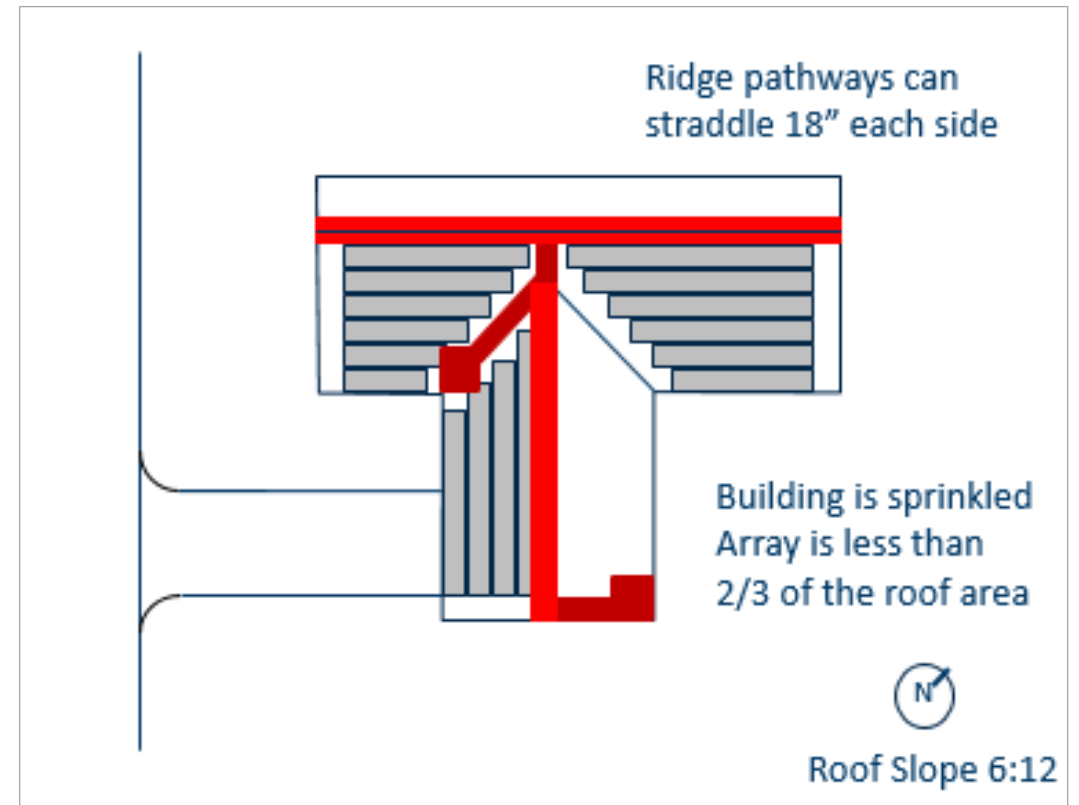 Ridge pathways can
straddle 18” each side
Building is sprinkled
Array is less than
2/3 of the roof area
N
Roof Slope 6:12